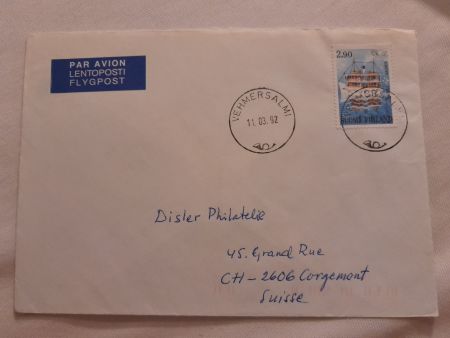 PAR AVION
LENTOPOSTI
FLYGPOST
2.90
VEHMERSALMI
11.03.92
SUOMI FINLAND
Disler Philatelie
45. Grand Rue
CH-2606 Corgemont
Suisse